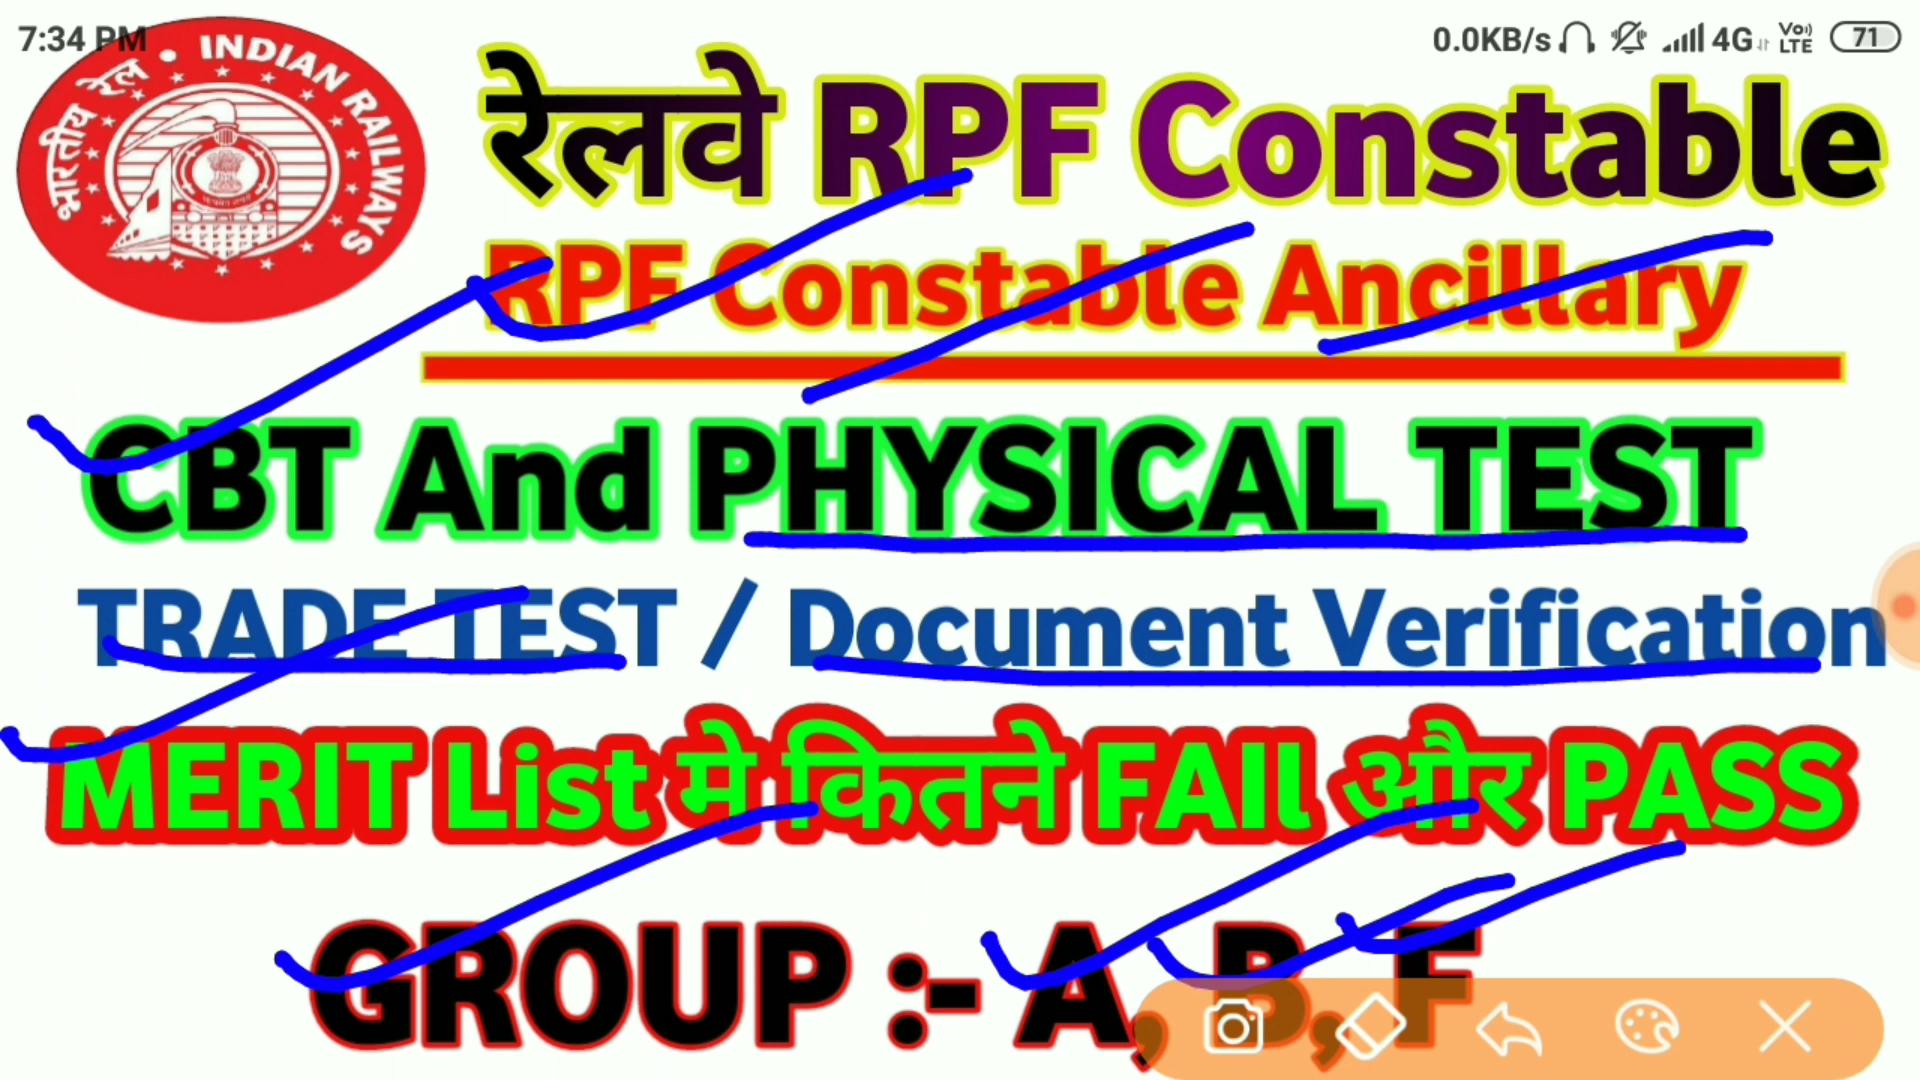 7:34 PM 0.0KB/s 4G Vo) LTE 71
भारतीय रेल • INDIAN RAILWAYS
रेलवे RPF Constable
RPF Constable Ancillary
CBT And PHYSICAL TEST
TRADE TEST / Document Verification
MERIT List मे कितने FAIl और PASS
GROUP :- A, B, F